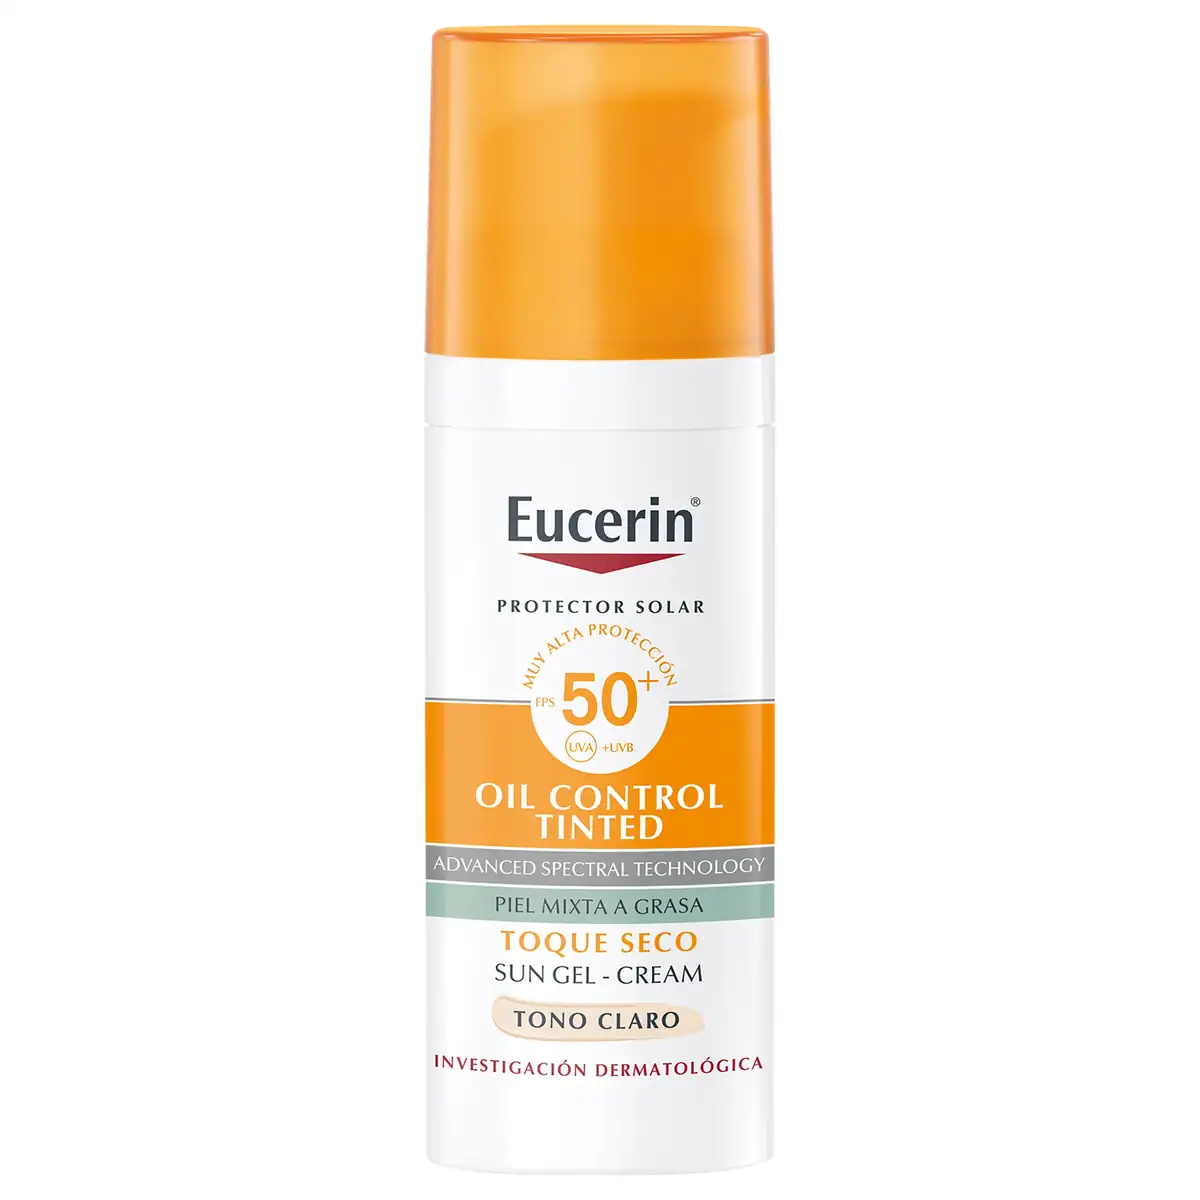 Eucerin®
PROTECTOR SOLAR
MUY ALTA PROTECCIÓN
FPS 50+
UVA +UVB
OIL CONTROL
TINTED
ADVANCED SPECTRAL TECHNOLOGY
PIEL MIXTA A GRASA
TOQUE SECO
SUN GEL - CREAM
TONO CLARO
INVESTIGACIÓN DERMATOLÓGICA